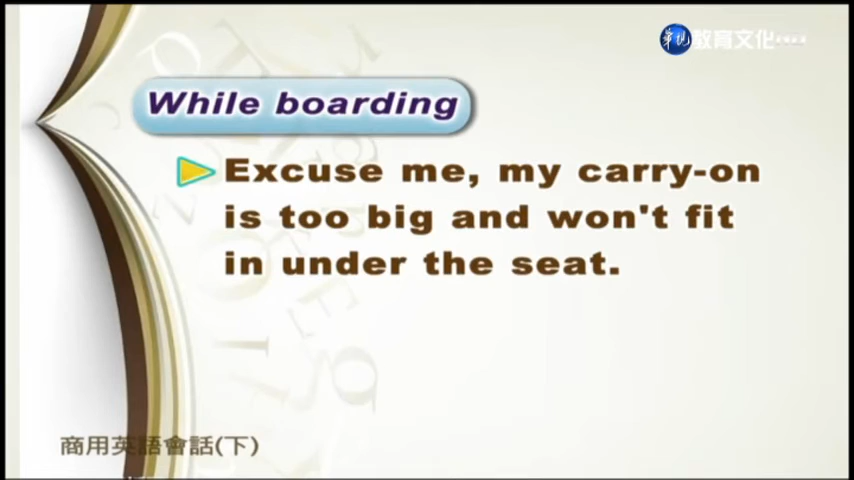 華視 教育文化
While boarding
Excuse me, my carry-on
is too big and won't fit
in under the seat.
商用英語會話(下)